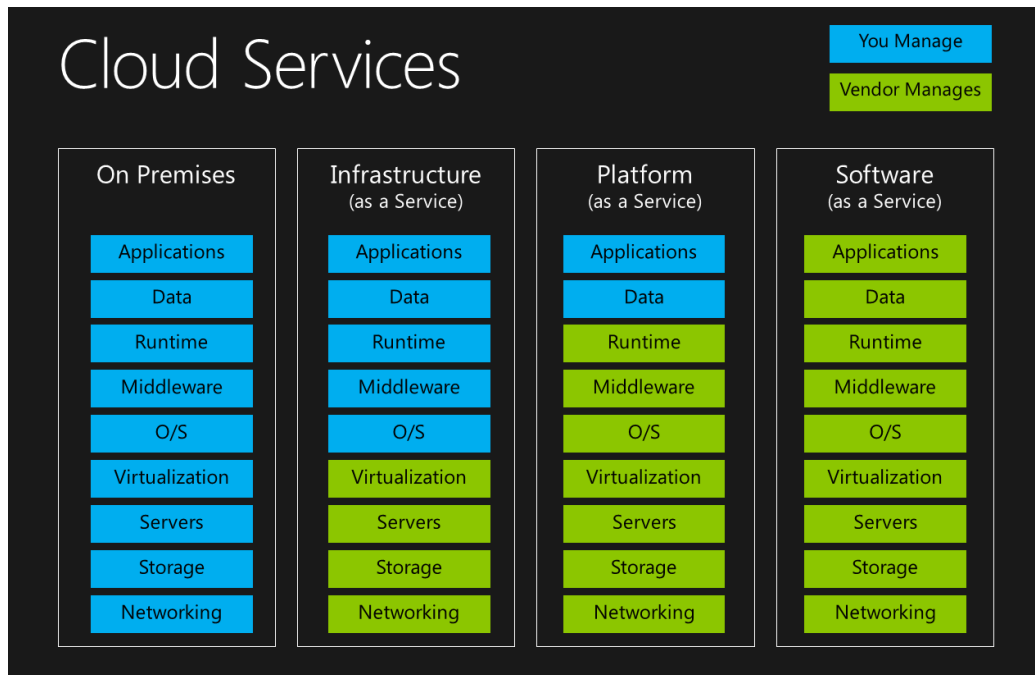 Cloud Services
You Manage
Vendor Manages
On Premises
Applications
Data
Runtime
Middleware
O/S
Virtualization
Servers
Storage
Networking
Infrastructure
(as a Service)
Applications
Data
Runtime
Middleware
O/S
Virtualization
Servers
Storage
Networking
Platform
(as a Service)
Applications
Data
Runtime
Middleware
O/S
Virtualization
Servers
Storage
Networking
Software
(as a Service)
Applications
Data
Runtime
Middleware
O/S
Virtualization
Servers
Storage
Networking